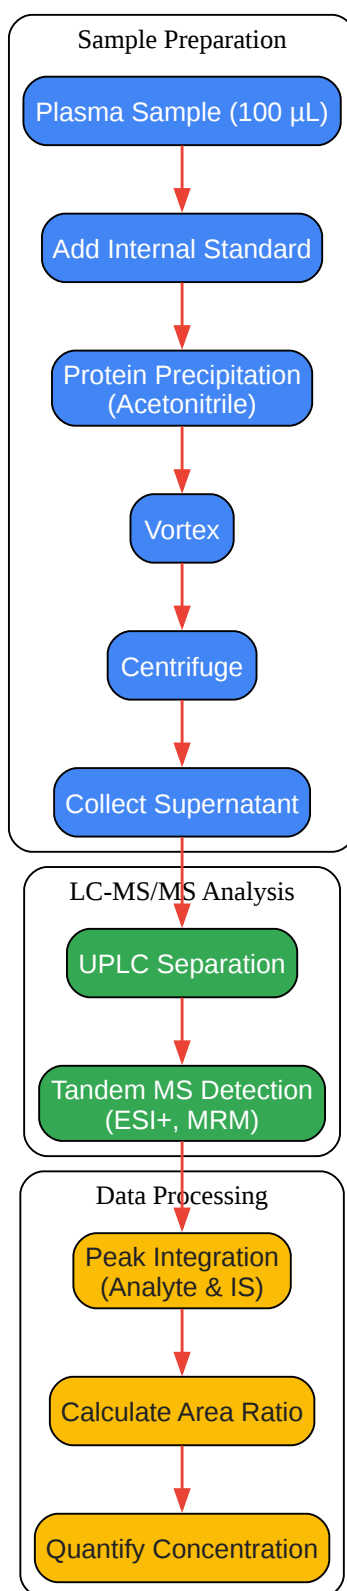 Sample Preparation
Plasma Sample (100 µL)
Add Internal Standard
Protein Precipitation
(Acetonitrile)
Vortex
Centrifuge
Collect Supernatant
LC-MS/MS Analysis
UPLC Separation
Tandem MS Detection
(ESI+, MRM)
Data Processing
Peak Integration
(Analyte & IS)
Calculate Area Ratio
Quantify Concentration